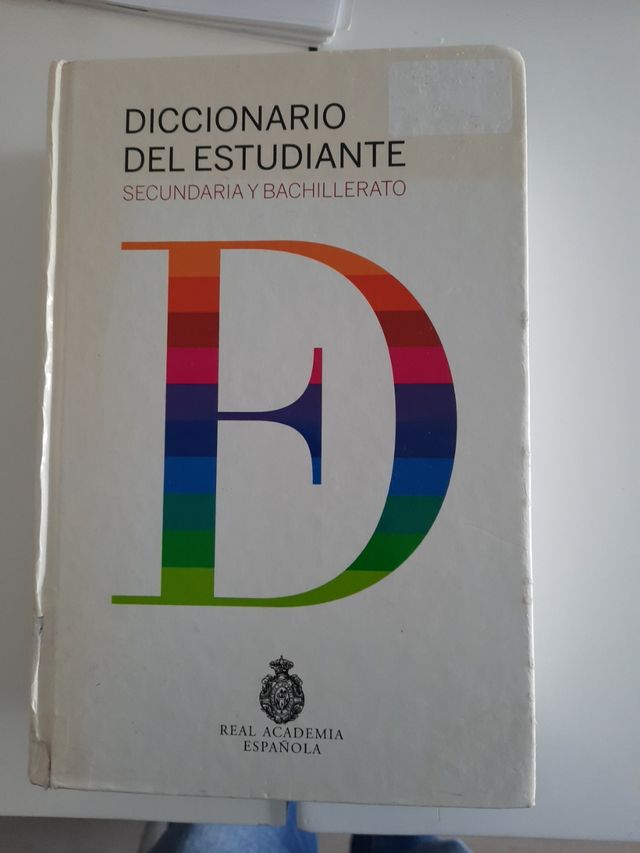 DICCIONARIO
DEL ESTUDIANTE
SECUNDARIA Y BACHILLERATO
REAL ACADEMIA
ESPAÑOLA